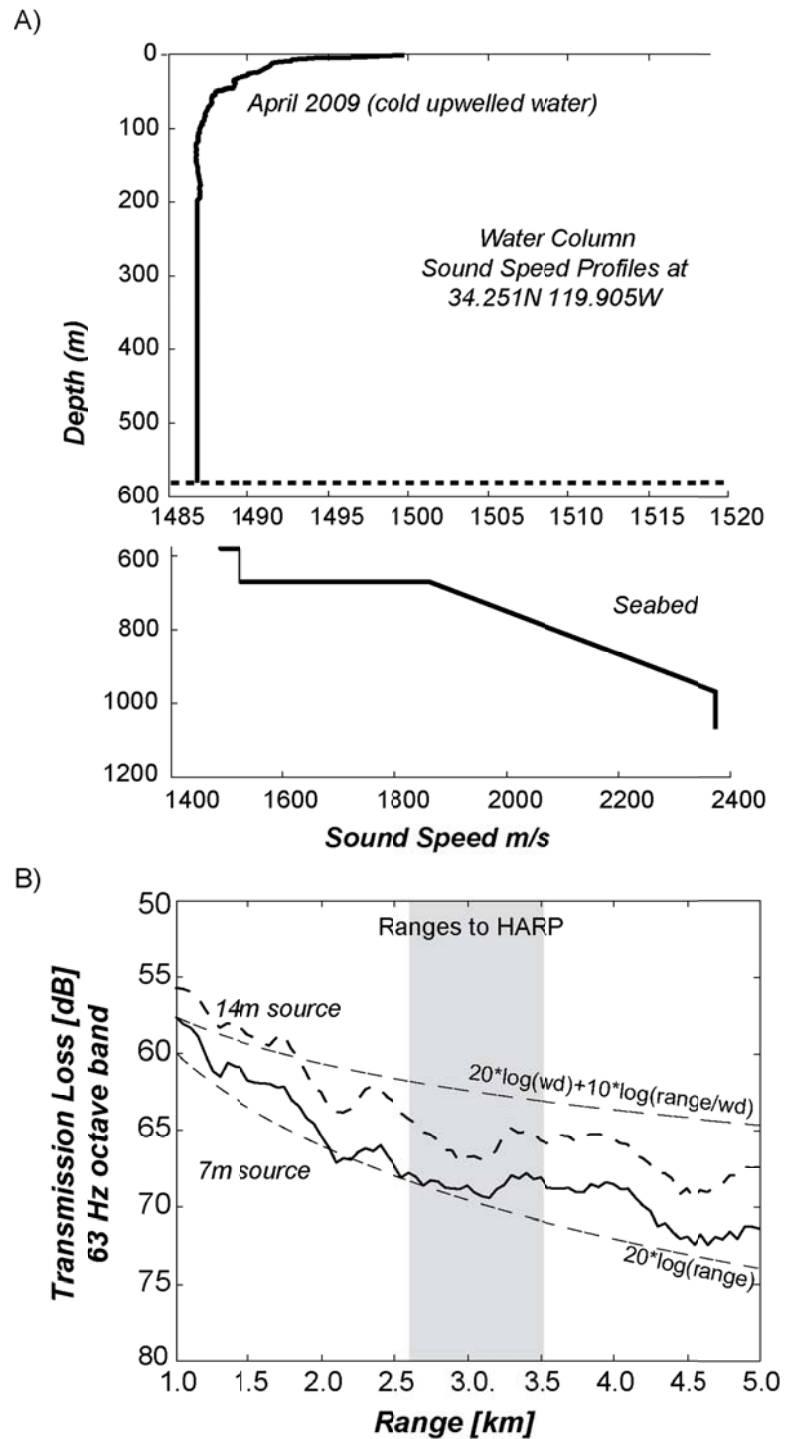 A)
0
100
200
300
400
500
600
Depth (m)
April 2009 (cold upwelled water)
Water Column
Sound Speed Profiles at
34.251N 119.905W
1485 1490 1495 1500 1505 1510 1515 1520
600
800
1000
1200
Seabed
1400 1600 1800 2000 2200 2400
Sound Speed m/s
B)
Transmission Loss [dB]
63 Hz octave band
50
55
60
65
70
75
80
Ranges to HARP
14m source
20*log(wd)+10*log(range/wd)
7m source
20*log(range)
1.0 1.5 2.0 2.5 3.0. 3.5 4.0 4.5 5.0
Range [km]